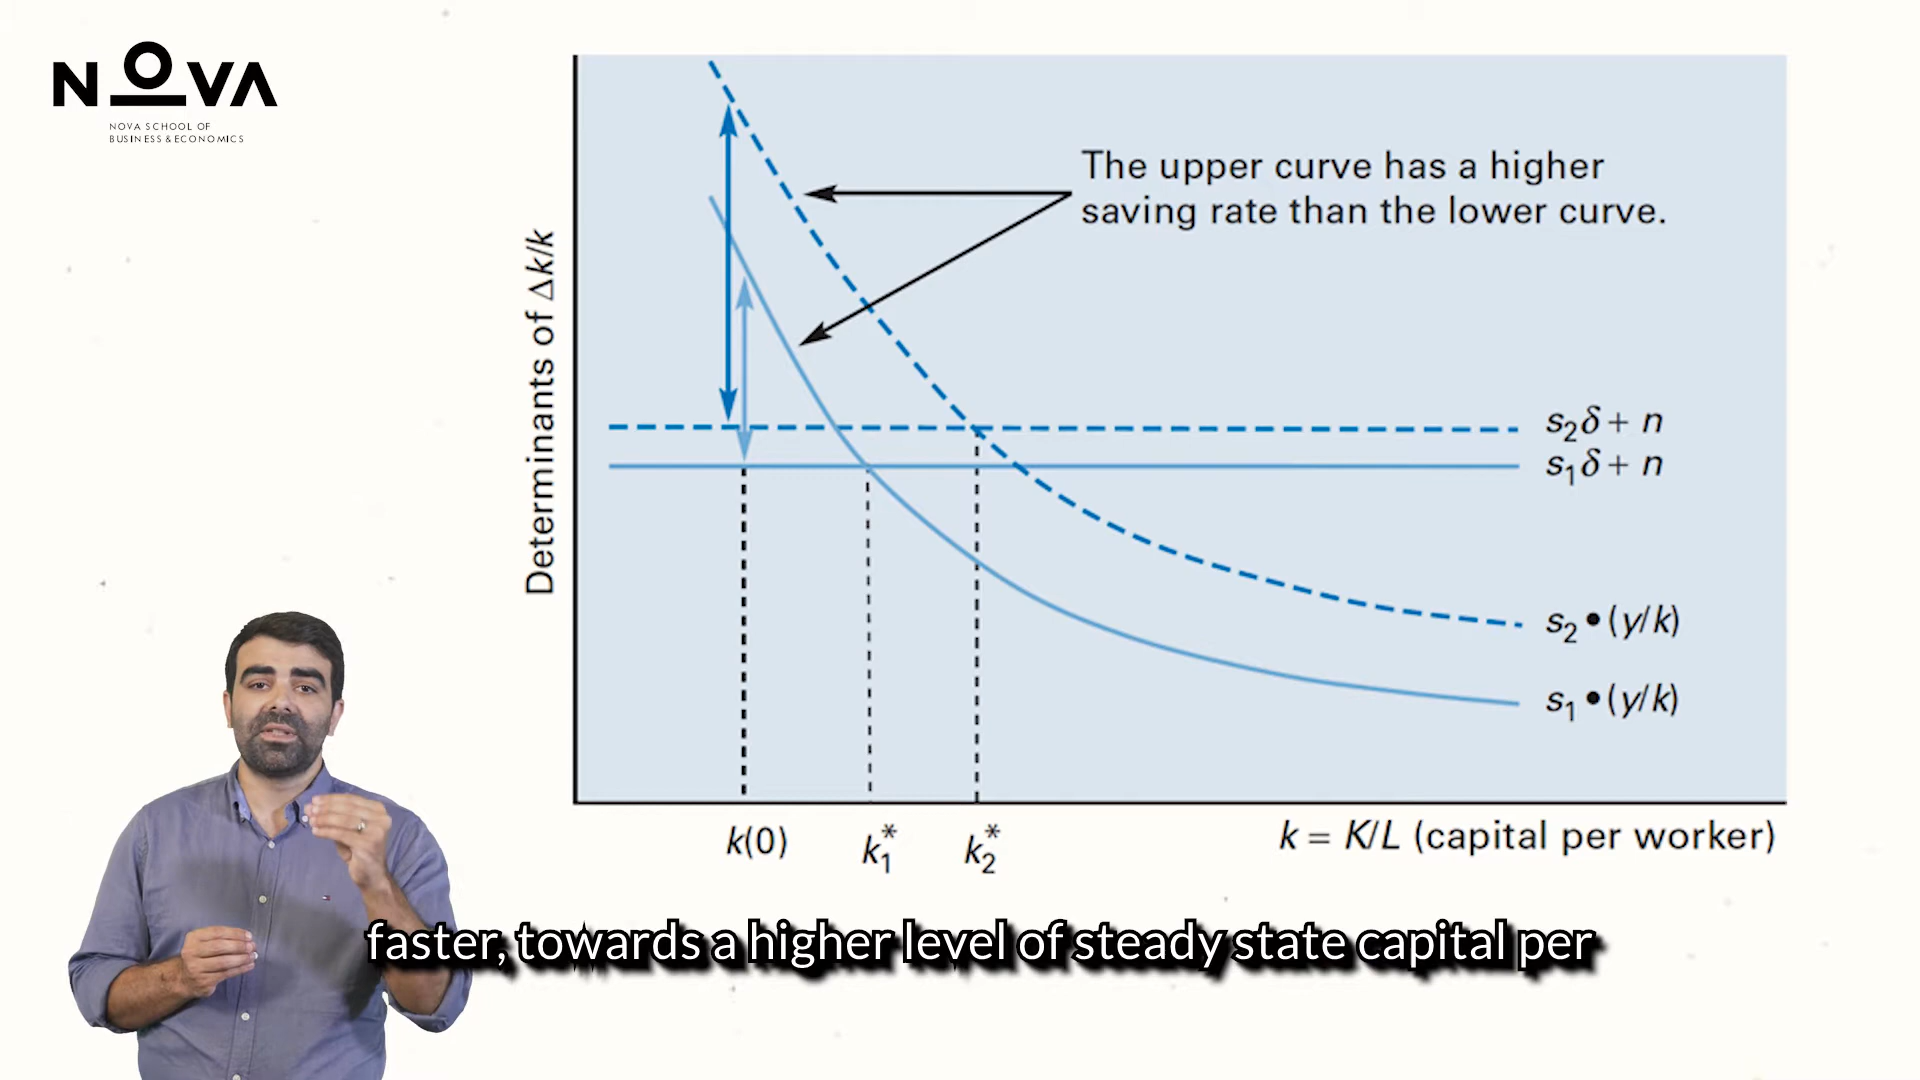 NOVA
NOVA SCHOOL OF
BUSINESS & ECONOMICS
The upper curve has a higher
saving rate than the lower curve.
Determinants of Δk/k
s₂δ + n
s₁δ + n
s₂ • (y/k)
s₁ • (y/k)
k(0)
k₁*
k₂*
k = K/L (capital per worker)
faster, towards a higher level of steady state capital per